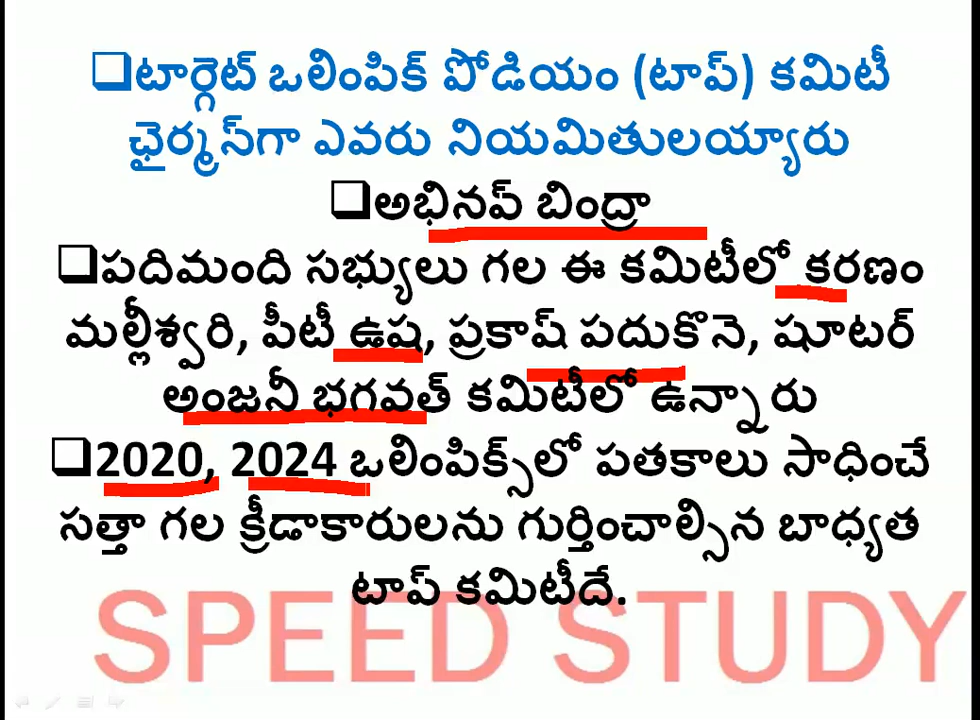 ❑టార్గెట్ ఒలింపిక్ పోడియం (టాప్) కమిటీ
ఛైర్మన్‌గా ఎవరు నియమితులయ్యారు
❑అభినవ్ బింద్రా
❑పదిమంది సభ్యులు గల ఈ కమిటీలో కరణం
మల్లీశ్వరి, పీటీ ఉష, ప్రకాష్ పదుకొనె, షూటర్
అంజనీ భగవత్ కమిటీలో ఉన్నారు
❑2020, 2024 ఒలింపిక్స్‌లో పతకాలు సాధించే
సత్తా గల క్రీడాకారులను గుర్తించాల్సిన బాధ్యత
టాప్ కమిటీదే.
SPEED STUDY